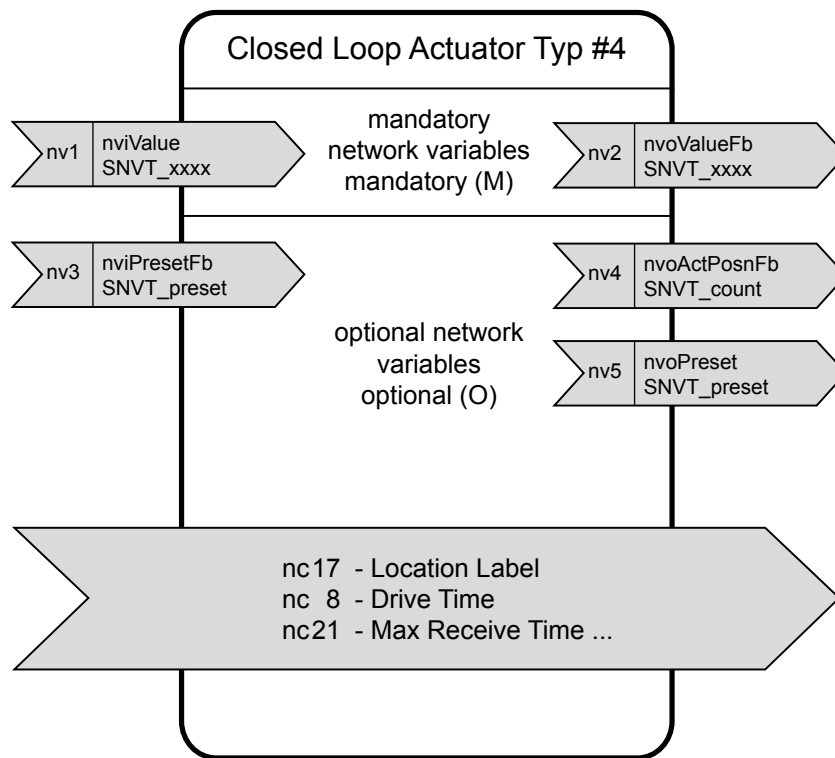 Closed Loop Actuator Typ #4
mandatory
network variables
mandatory (M)
nv1
nviValue
SNVT_xxxx
nv2
nvoValueFb
SNVT_xxxx
nv3
nviPresetFb
SNVT_preset
nv4
nvoActPosnFb
SNVT_count
optional network
variables
optional (O)
nv5
nvoPreset
SNVT_preset
nc17 - Location Label
nc 8 - Drive Time
nc21 - Max Receive Time ...